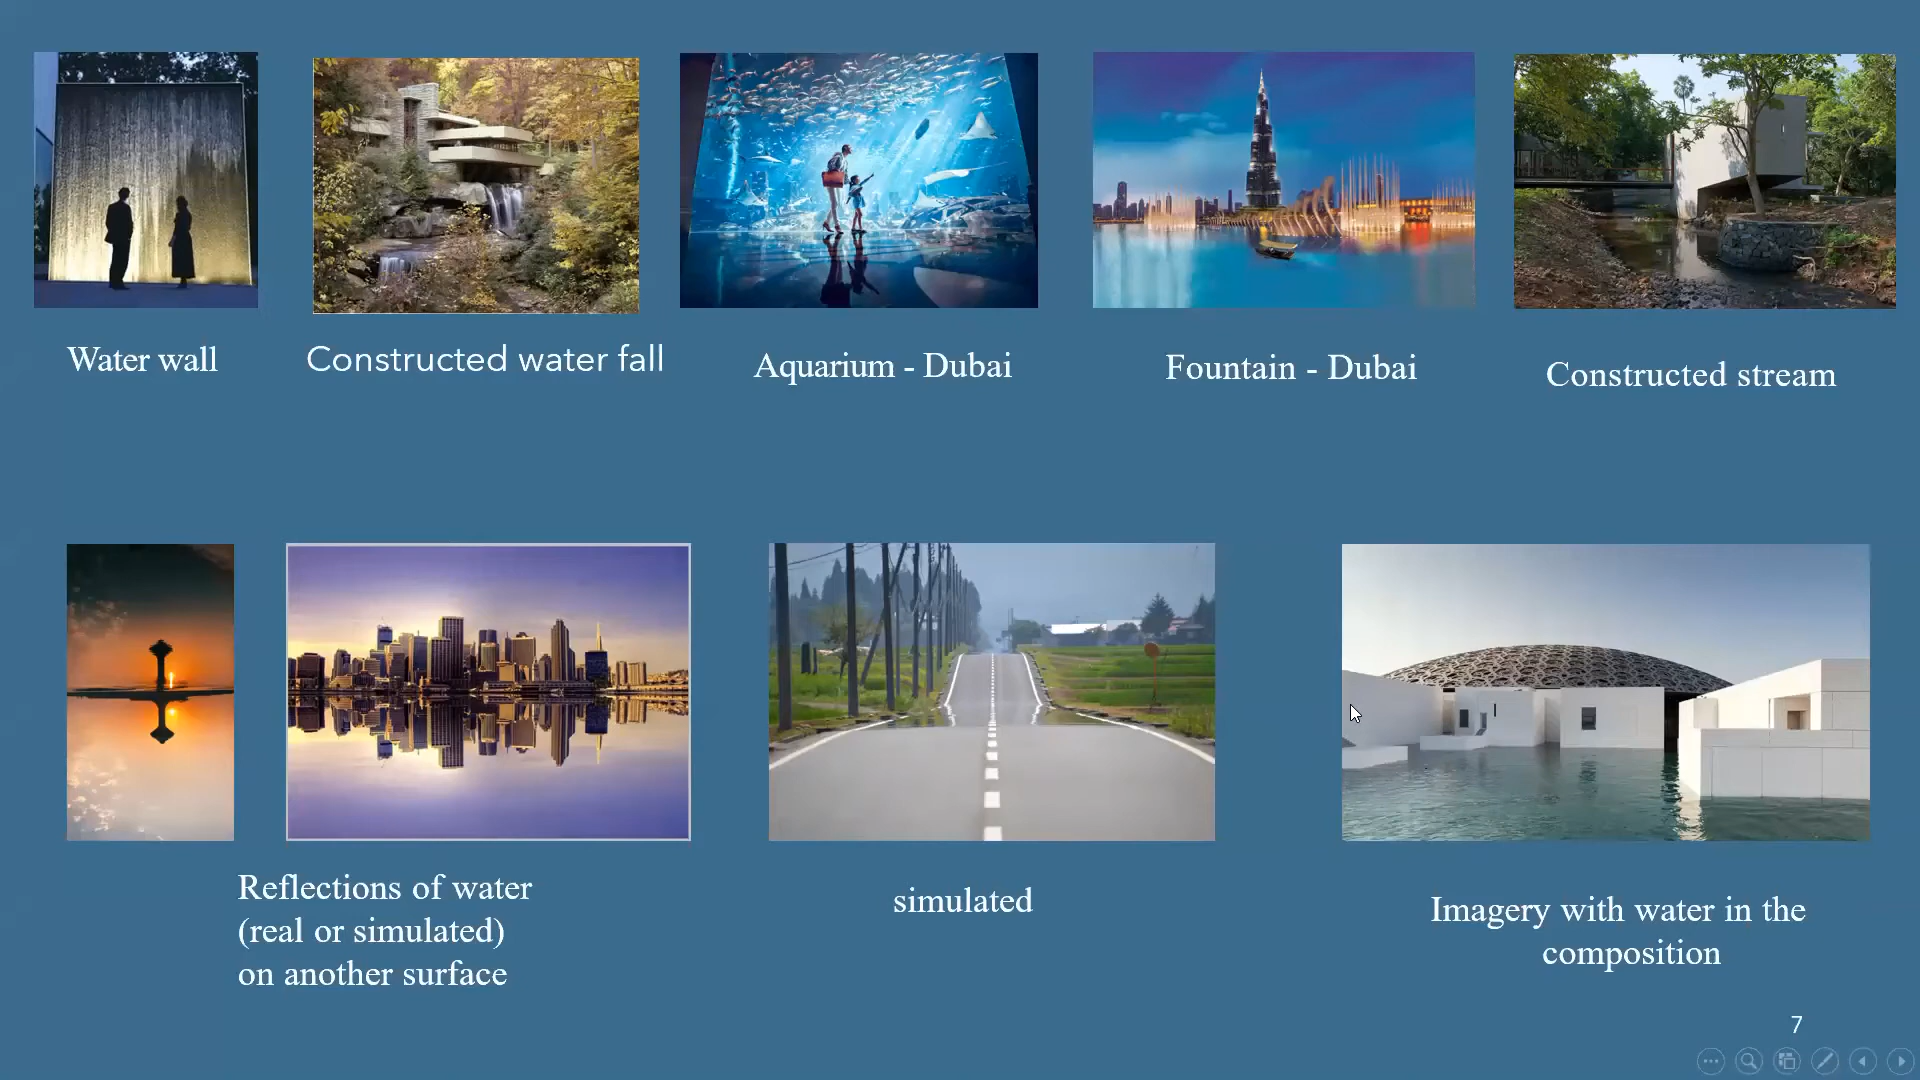 Water wall
Constructed water fall
Aquarium - Dubai
Fountain - Dubai
Constructed stream
Reflections of water
(real or simulated)
on another surface
simulated
Imagery with water in the
composition
7